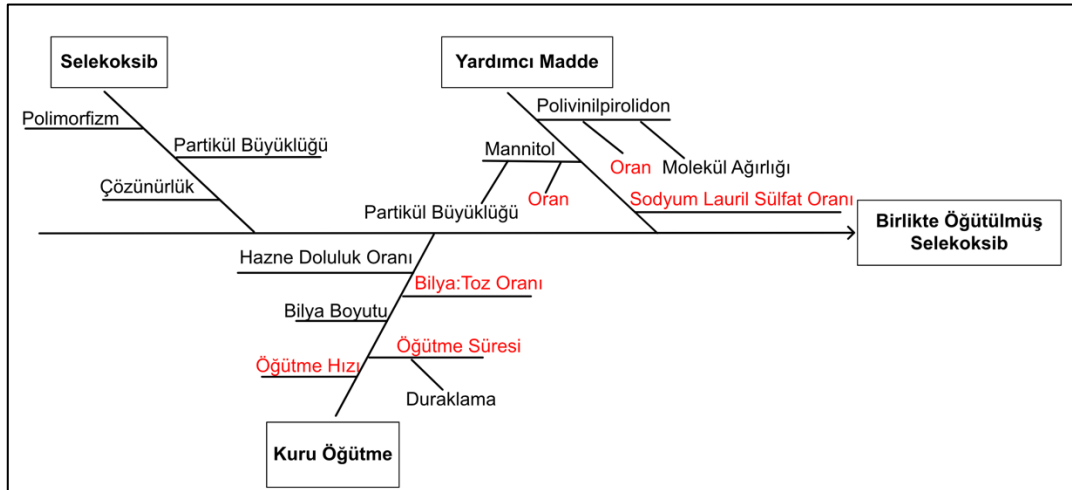 Selekoksib
Yardımcı Madde
Polimorfizm
Partikül Büyüklüğü
Çözünürlük
Polivinilpirolidon
Oran
Molekül Ağırlığı
Mannitol
Partikül Büyüklüğü
Oran
Sodyum Lauril Sülfat Oranı
Birlikte Öğütülmüş
Selekoksib
Hazne Doluluk Oranı
Bilya:Toz Oranı
Bilya Boyutu
Öğütme Süresi
Öğütme Hızı
Duraklama
Kuru Öğütme